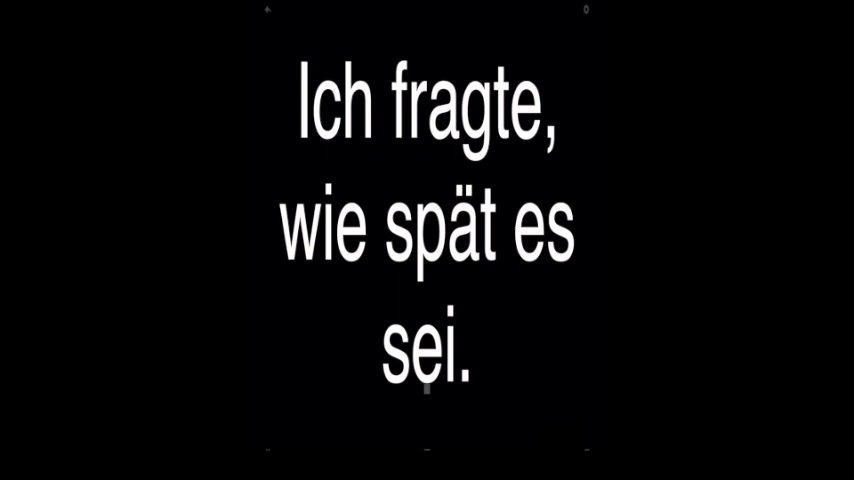 Ich fragte,
wie spät es
sei.